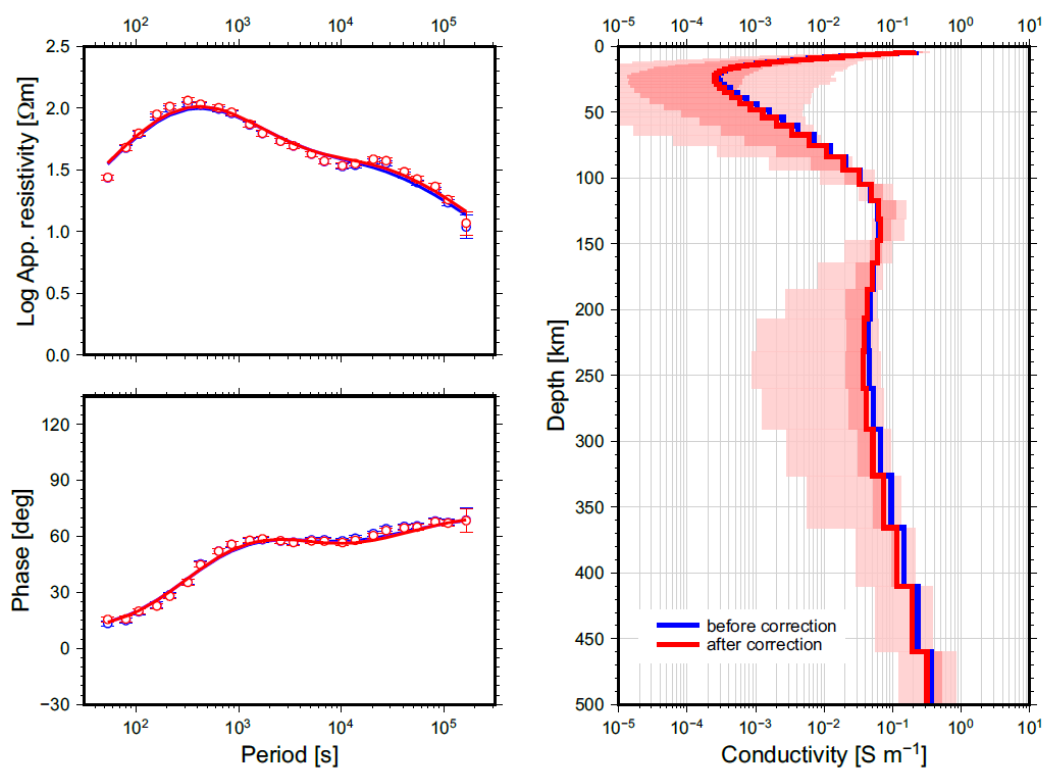 10² 10³ 10⁴ 10⁵
2.5
2.0
1.5
1.0
0.5
0.0
Log App. resistivity [Ωm]
120
90
60
30
0
−30
Phase [deg]
10² 10³ 10⁴ 10⁵
Period [s]
10⁻⁵ 10⁻⁴ 10⁻³ 10⁻² 10⁻¹ 10⁰ 10¹
0
50
100
150
200
250
300
350
400
450
500
Depth [km]
before correction
after correction
10⁻⁵ 10⁻⁴ 10⁻³ 10⁻² 10⁻¹ 10⁰ 10¹
Conductivity [S m⁻¹]